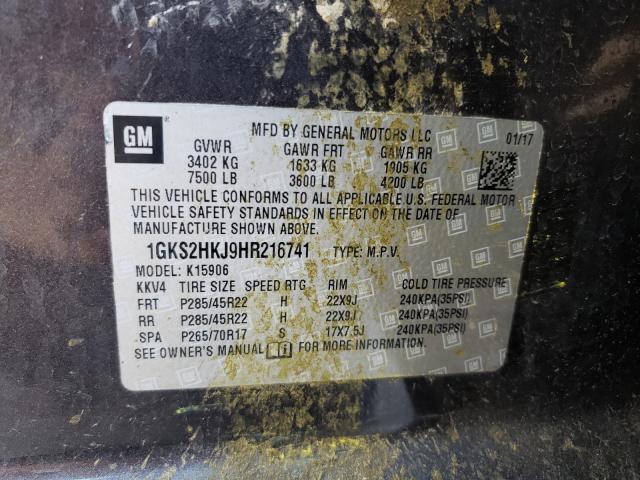 GM
MFD BY GENERAL MOTORS LLC 01/17
GVWR GAWR FRT GAWR RR
3402 KG 1633 KG 1905 KG
7500 LB 3600 LB 4200 LB
THIS VEHICLE CONFORMS TO ALL APPLICABLE U.S. FEDERAL MOTOR
VEHICLE SAFETY STANDARDS IN EFFECT ON THE DATE OF
MANUFACTURE SHOWN ABOVE.
1GKS2HKJ9HR216741 TYPE: M.P.V.
MODEL: K15906
KKV4 TIRE SIZE SPEED RTG RIM COLD TIRE PRESSURE
FRT P285/45R22 H 22X9J 240KPA(35PSI)
RR P285/45R22 H 22X9J 240KPA(35PSI)
SPA P265/70R17 S 17X7.5J 240KPA(35PSI)
SEE OWNER'S MANUAL FOR MORE INFORMATION.